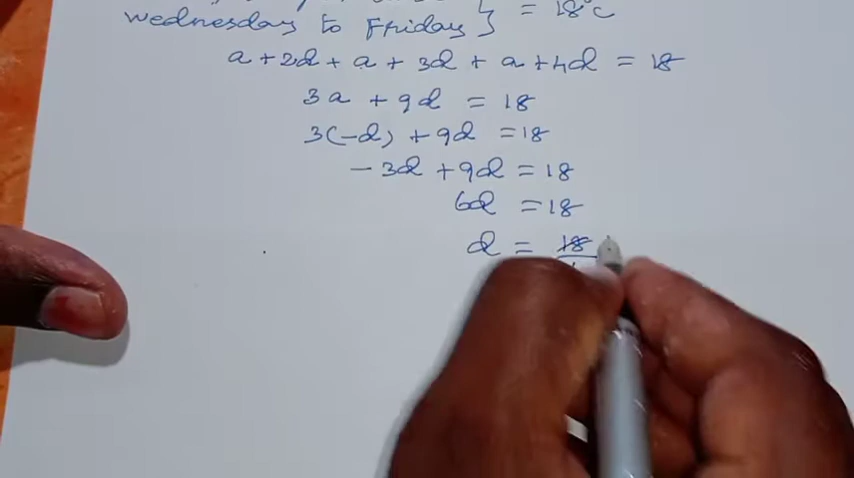 wednesday to Friday } = 18°c
a + 2d + a + 3d + a + 4d = 18
3a + 9d = 18
3(-d) + 9d = 18
- 3d + 9d = 18
6d = 18
d = 18